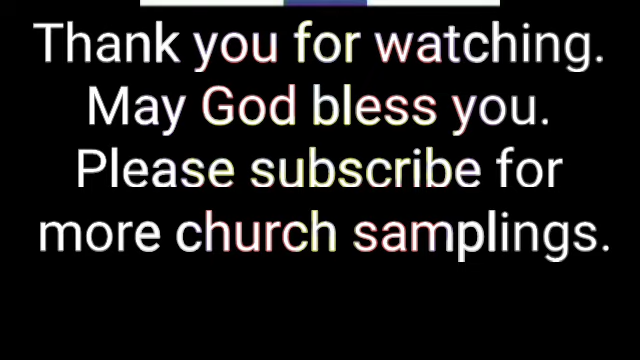 Thank you for watching.
May God bless you.
Please subscribe for
more church samplings.